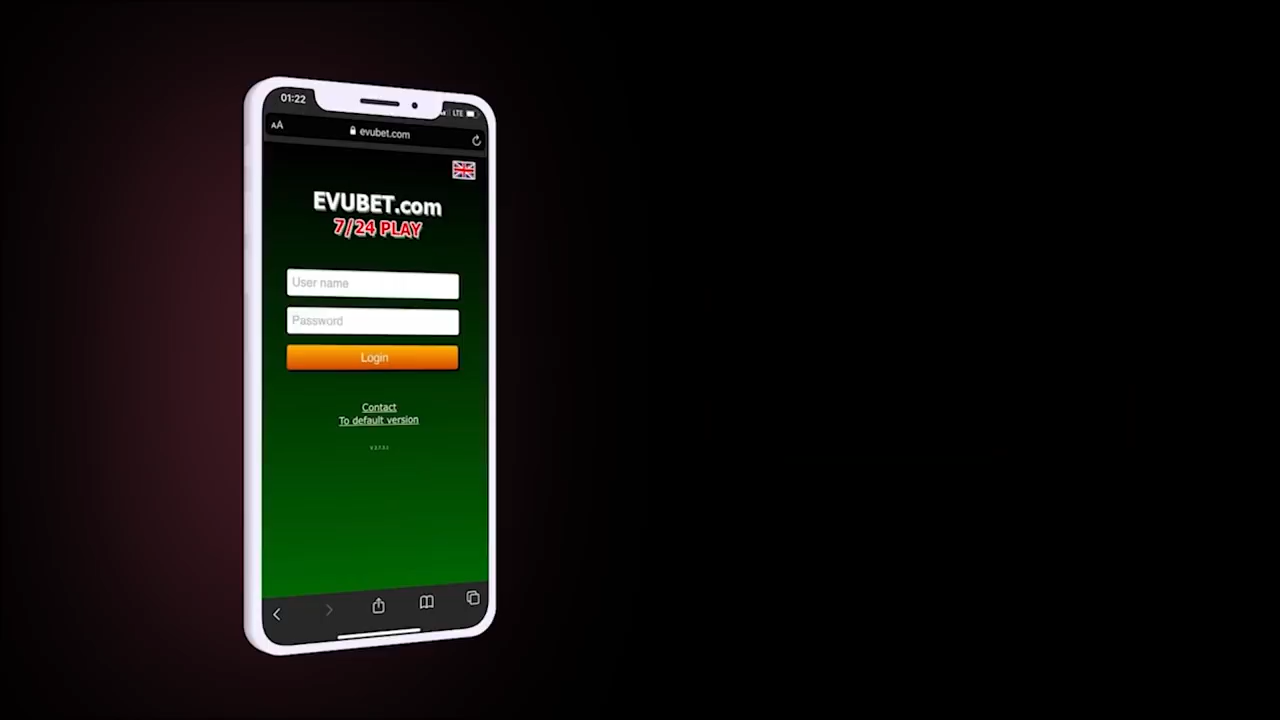 01:22
LTE
AA
evubet.com
EVUBET.com
7/24 PLAY
User name
Password
Login
Contact
To default version